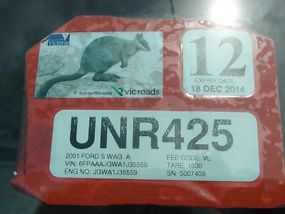 Victoria
vicroads
12
EXPIRY DATE
18 DEC 2014
UNR425
2001 FORD S WAG A
VIN: 6FPAAAJGWA1J35559
ENG NO: JGWA1J35559
FEE CODE: VL
TARE: 1600
SN: 5007408